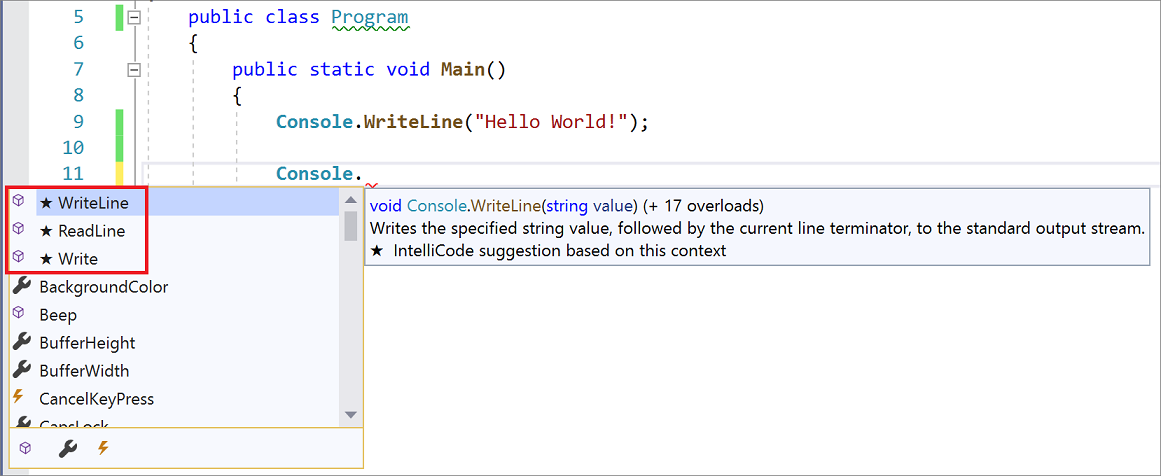 5 public class Program
6 {
7 public static void Main()
8 {
9 Console.WriteLine("Hello World!");
10
11 Console.
★ WriteLine
★ ReadLine
★ Write
BackgroundColor
Beep
BufferHeight
BufferWidth
CancelKeyPress
CapsLock
void Console.WriteLine(string value) (+ 17 overloads)
Writes the specified string value, followed by the current line terminator, to the standard output stream.
★ IntelliCode suggestion based on this context